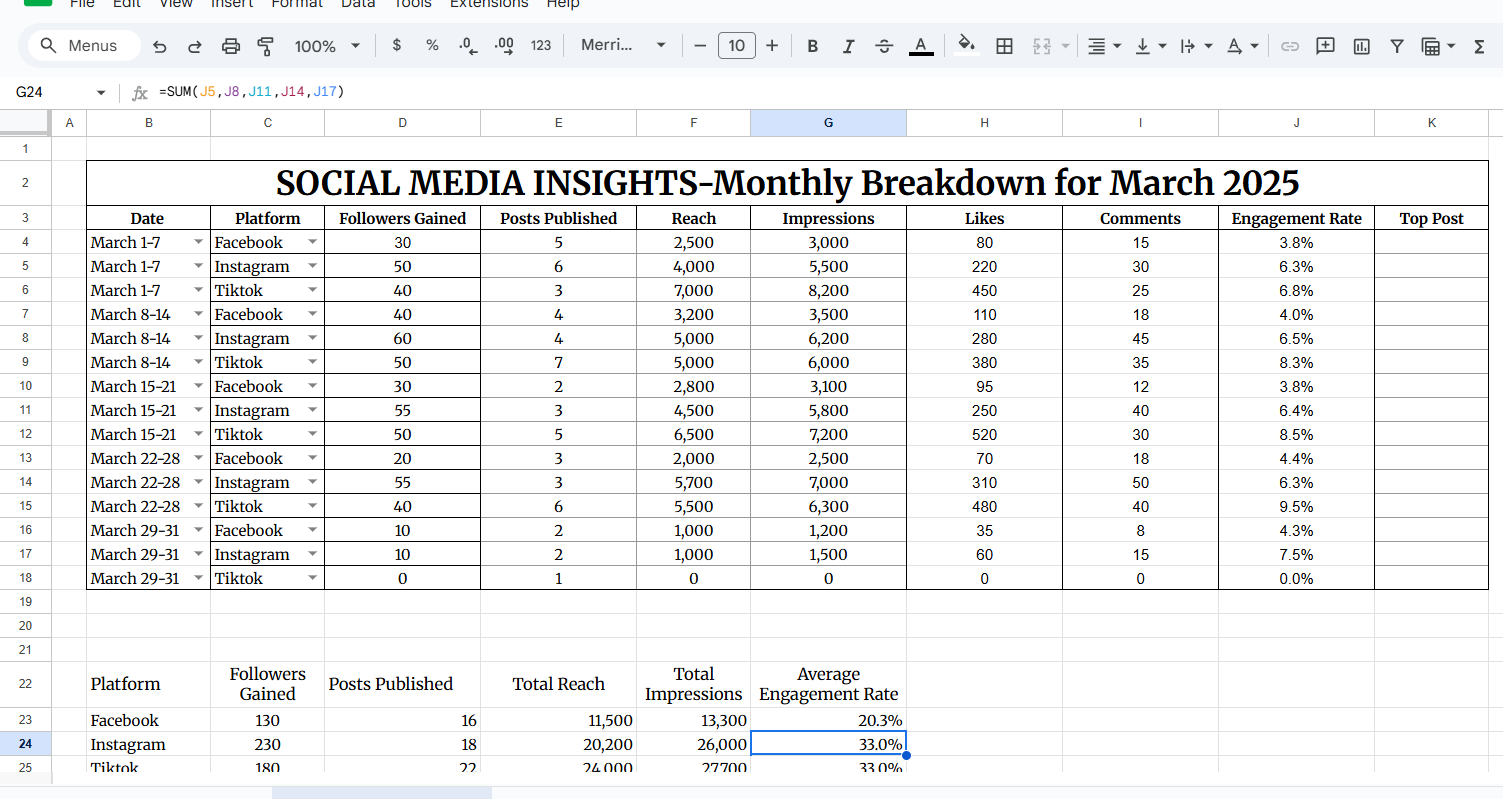 File Edit View Insert Format Data Tools Extensions Help
Menus 100% $ % .0 .00 123 Merri... 10 B I S A A Σ
G24 fx =SUM(J5,J8,J11,J14,J17)
A B C D E F G H I J K
1
2 SOCIAL MEDIA INSIGHTS-Monthly Breakdown for March 2025
3 Date Platform Followers Gained Posts Published Reach Impressions Likes Comments Engagement Rate Top Post
4 March 1-7 Facebook 30 5 2,500 3,000 80 15 3.8%
5 March 1-7 Instagram 50 6 4,000 5,500 220 30 6.3%
6 March 1-7 Tiktok 40 3 7,000 8,200 450 25 6.8%
7 March 8-14 Facebook 40 4 3,200 3,500 110 18 4.0%
8 March 8-14 Instagram 60 4 5,000 6,200 280 45 6.5%
9 March 8-14 Tiktok 50 7 5,000 6,000 380 35 8.3%
10 March 15-21 Facebook 30 2 2,800 3,100 95 12 3.8%
11 March 15-21 Instagram 55 3 4,500 5,800 250 40 6.4%
12 March 15-21 Tiktok 50 5 6,500 7,200 520 30 8.5%
13 March 22-28 Facebook 20 3 2,000 2,500 70 18 4.4%
14 March 22-28 Instagram 55 3 5,700 7,000 310 50 6.3%
15 March 22-28 Tiktok 40 6 5,500 6,300 480 40 9.5%
16 March 29-31 Facebook 10 2 1,000 1,200 35 8 4.3%
17 March 29-31 Instagram 10 2 1,000 1,500 60 15 7.5%
18 March 29-31 Tiktok 0 1 0 0 0 0 0.0%
19
20
21
22 Platform Followers Gained Posts Published Total Reach Total Impressions Average Engagement Rate
23 Facebook 130 16 11,500 13,300 20.3%
24 Instagram 230 18 20,200 26,000 33.0%
25 Tiktok 180 22 24,000 27700 33.0%